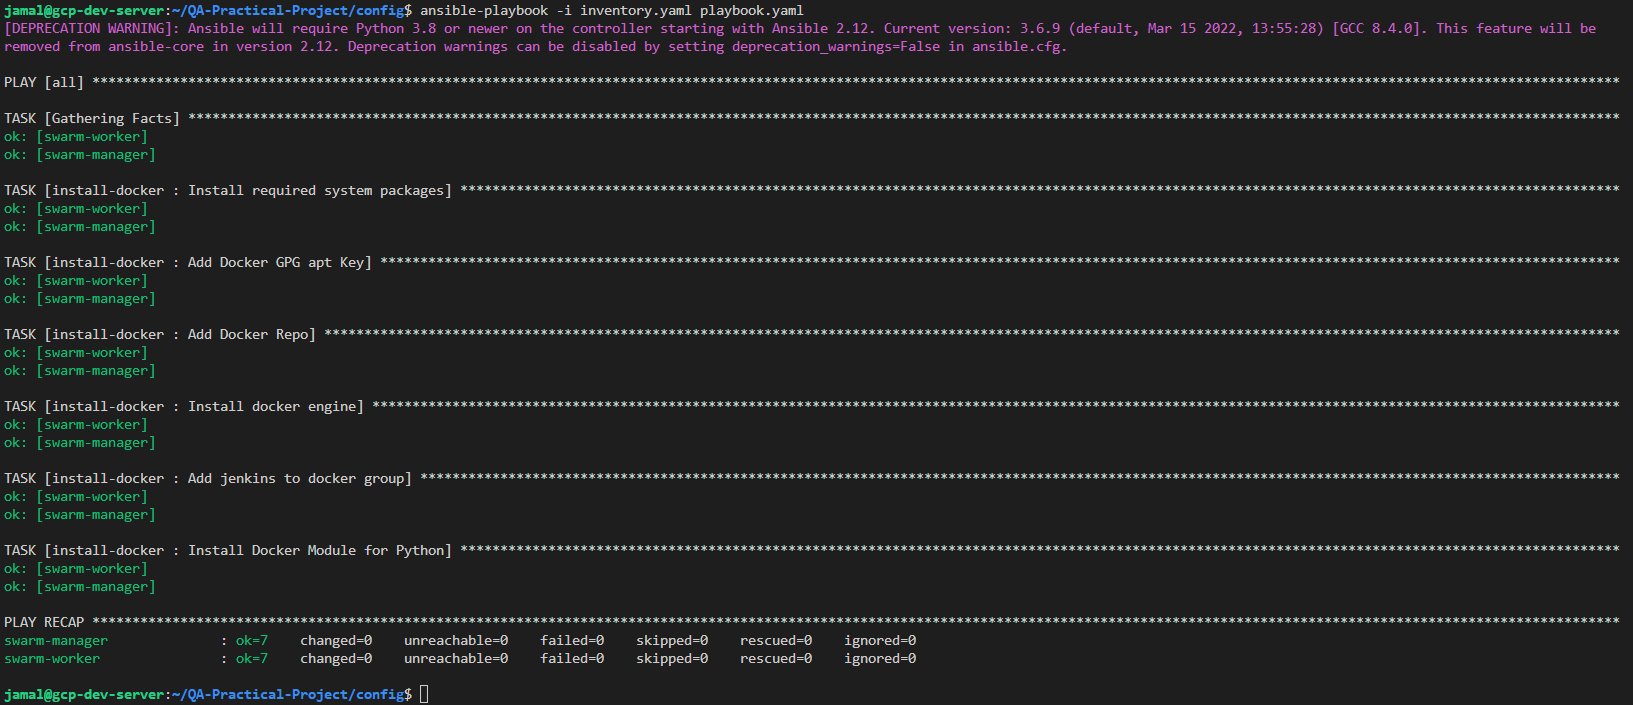 jamal@gcp-dev-server:~/QA-Practical-Project/config$ ansible-playbook -i inventory.yaml playbook.yaml
[DEPRECATION WARNING]: Ansible will require Python 3.8 or newer on the controller starting with Ansible 2.12. Current version: 3.6.9 (default, Mar 15 2022, 13:55:28) [GCC 8.4.0]. This feature will be
removed from ansible-core in version 2.12. Deprecation warnings can be disabled by setting deprecation_warnings=False in ansible.cfg.
PLAY [all] ***********************************************************************************************************************************************************************************************
TASK [Gathering Facts] ***********************************************************************************************************************************************************************************
ok: [swarm-worker]
ok: [swarm-manager]
TASK [install-docker : Install required system packages] *************************************************************************************************************************************************
ok: [swarm-worker]
ok: [swarm-manager]
TASK [install-docker : Add Docker GPG apt Key] ***********************************************************************************************************************************************************
ok: [swarm-worker]
ok: [swarm-manager]
TASK [install-docker : Add Docker Repo] ******************************************************************************************************************************************************************
ok: [swarm-worker]
ok: [swarm-manager]
TASK [install-docker : Install docker engine] ************************************************************************************************************************************************************
ok: [swarm-worker]
ok: [swarm-manager]
TASK [install-docker : Add jenkins to docker group] ******************************************************************************************************************************************************
ok: [swarm-worker]
ok: [swarm-manager]
TASK [install-docker : Install Docker Module for Python] *************************************************************************************************************************************************
ok: [swarm-worker]
ok: [swarm-manager]
PLAY RECAP ***********************************************************************************************************************************************************************************************
swarm-manager              : ok=7    changed=0    unreachable=0    failed=0    skipped=0    rescued=0    ignored=0
swarm-worker               : ok=7    changed=0    unreachable=0    failed=0    skipped=0    rescued=0    ignored=0
jamal@gcp-dev-server:~/QA-Practical-Project/config$